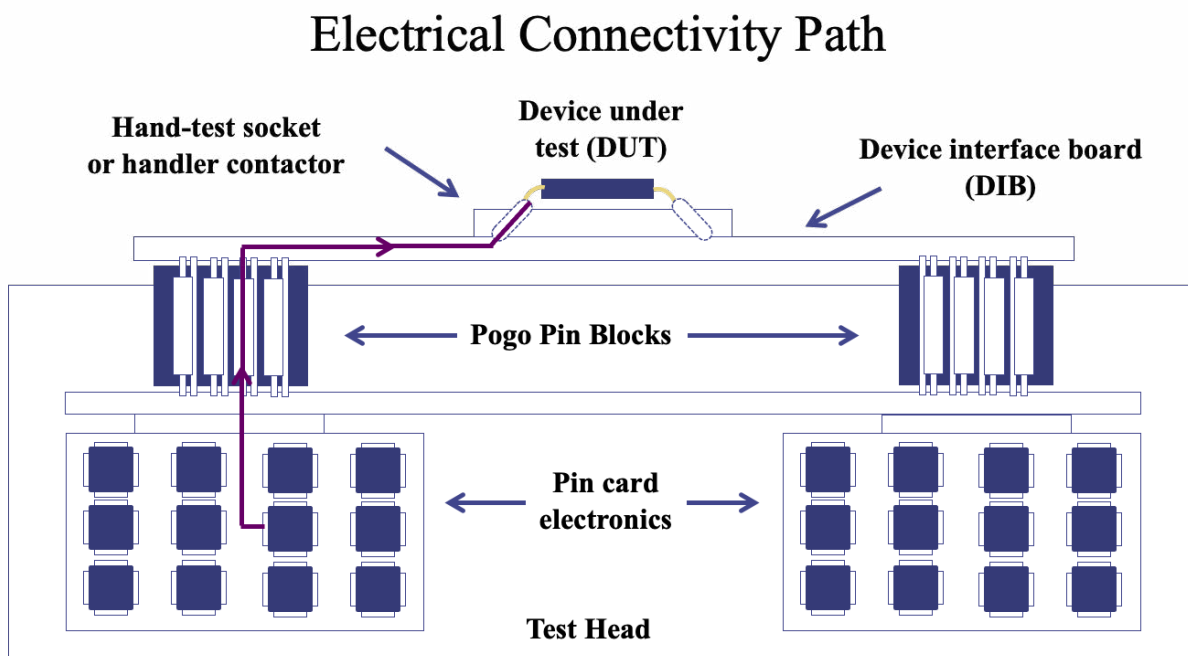 Electrical Connectivity Path
Hand-test socket
or handler contactor
Device under
test (DUT)
Device interface board
(DIB)
Pogo Pin Blocks
Pin card
electronics
Test Head